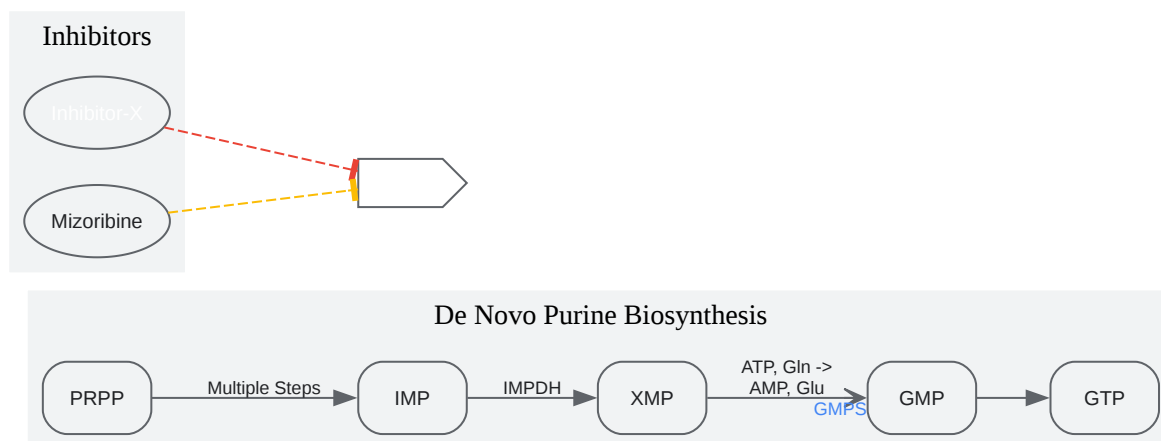 Inhibitors
Inhibitor-X
Mizoribine
De Novo Purine Biosynthesis
PRPP
Multiple Steps
IMP
IMPDH
XMP
ATP, Gln ->
AMP, Glu
GMPS
GMP
GTP